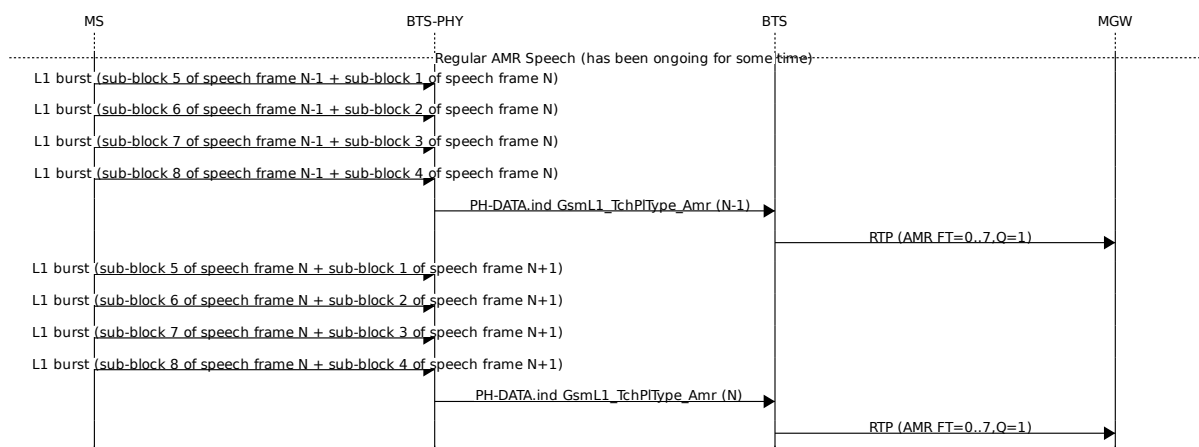 MS BTS-PHY BTS MGW
Regular AMR Speech (has been ongoing for some time)
L1 burst (sub-block 5 of speech frame N-1 + sub-block 1 of speech frame N)
L1 burst (sub-block 6 of speech frame N-1 + sub-block 2 of speech frame N)
L1 burst (sub-block 7 of speech frame N-1 + sub-block 3 of speech frame N)
L1 burst (sub-block 8 of speech frame N-1 + sub-block 4 of speech frame N)
PH-DATA.ind GsmL1_TchPlType_Amr (N-1)
RTP (AMR FT=0..7,Q=1)
L1 burst (sub-block 5 of speech frame N + sub-block 1 of speech frame N+1)
L1 burst (sub-block 6 of speech frame N + sub-block 2 of speech frame N+1)
L1 burst (sub-block 7 of speech frame N + sub-block 3 of speech frame N+1)
L1 burst (sub-block 8 of speech frame N + sub-block 4 of speech frame N+1)
PH-DATA.ind GsmL1_TchPlType_Amr (N)
RTP (AMR FT=0..7,Q=1)